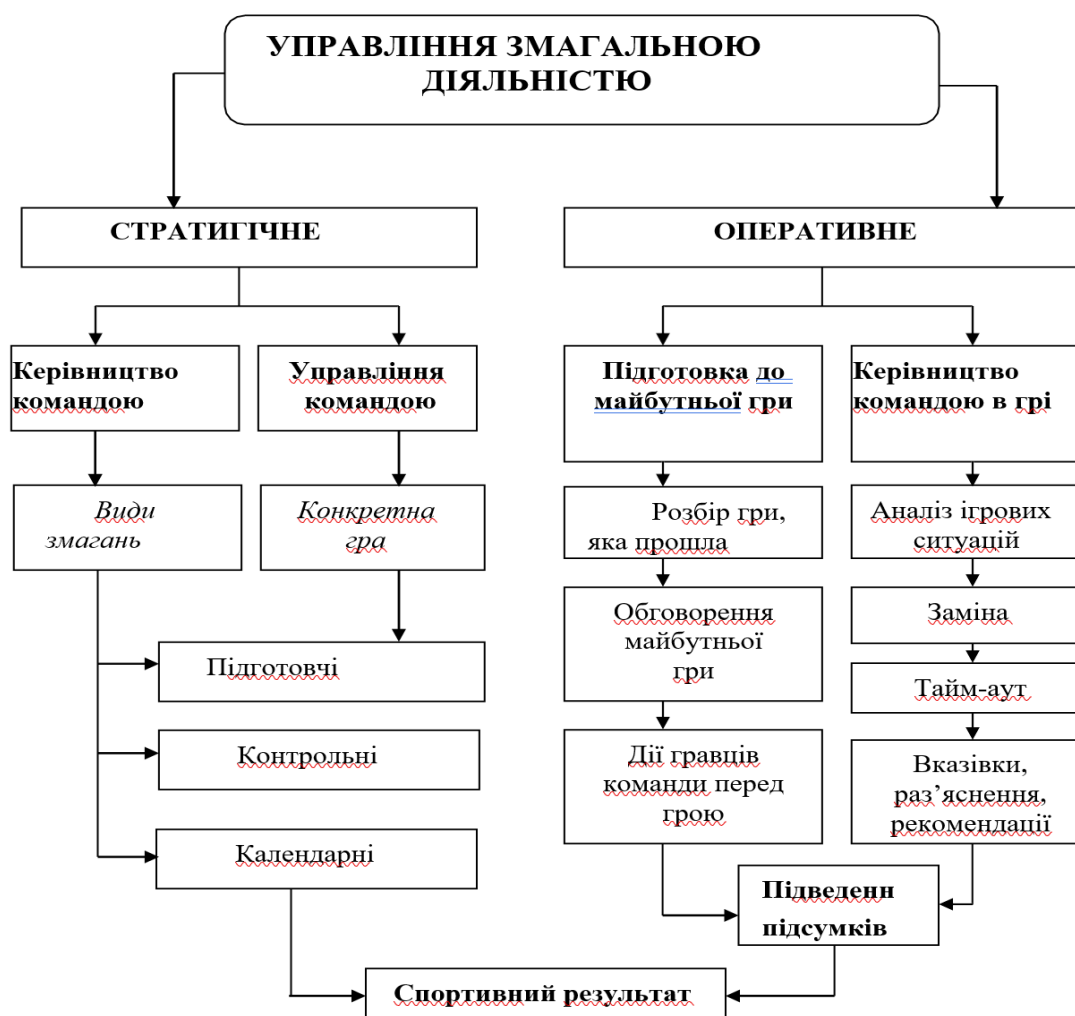 УПРАВЛІННЯ ЗМАГАЛЬНОЮ
ДІЯЛЬНІСТЮ
СТРАТИГІЧНЕ
ОПЕРАТИВНЕ
Керівництво
командою
Управління
командою
Підготовка до
майбутньої гри
Керівництво
командою в грі
Види
змагань
Конкретна
гра
Розбір гри,
яка прошла
Аналіз ігрових
ситуацій
Обговорення
майбутньої
гри
Заміна
Підготовчі
Тайм-аут
Контрольні
Дії гравців
команди перед
грою
Вказівки,
раз’яснення,
рекомендації
Календарні
Підведенн
підсумків
Спортивний результат